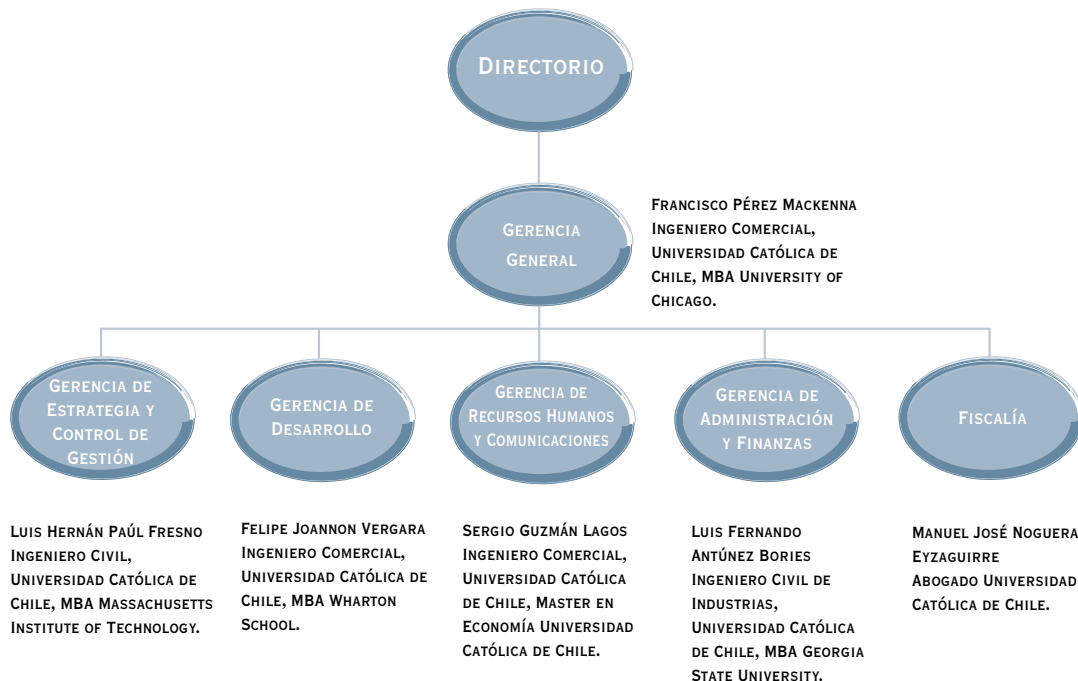 Directorio
Gerencia
General
Francisco Pérez Mackenna
Ingeniero Comercial,
Universidad Católica de
Chile, MBA University of
Chicago.
Gerencia de
Estrategia y
Control de
Gestión
Gerencia de
Desarrollo
Gerencia de
Recursos Humanos
y Comunicaciones
Gerencia de
Administración
y Finanzas
Fiscalía
Luis Hernán Paúl Fresno
Ingeniero Civil,
Universidad Católica de
Chile, MBA Massachusetts
Institute of Technology.
Felipe Joannon Vergara
Ingeniero Comercial,
Universidad Católica de
Chile, MBA Wharton
School.
Sergio Guzmán Lagos
Ingeniero Comercial,
Universidad Católica
de Chile, Master en
Economía Universidad
Católica de Chile.
Luis Fernando
Antúnez Bories
Ingeniero Civil de
Industrias,
Universidad Católica
de Chile, MBA Georgia
State University.
Manuel José Noguera
Eyzaguirre
Abogado Universidad
Católica de Chile.